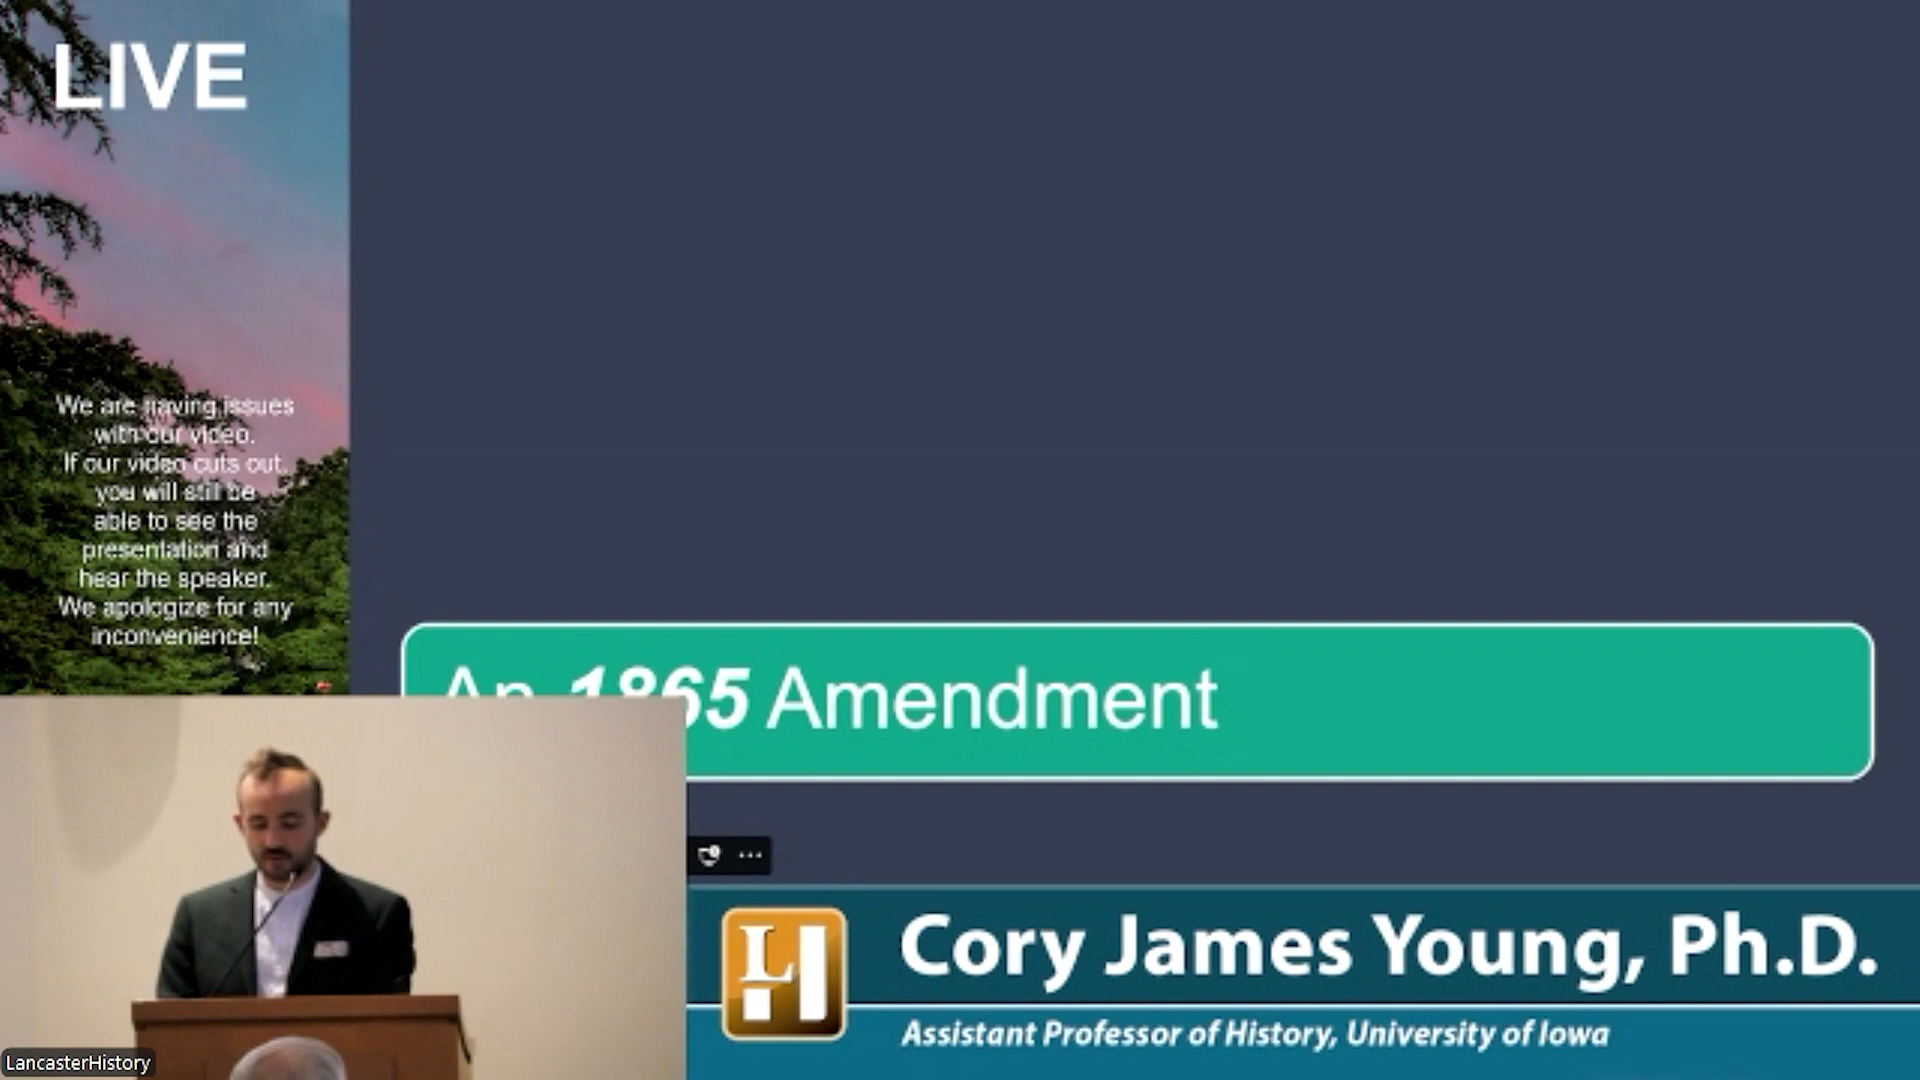 LIVE
We are having issues
with our video.
If our video cuts out,
you will still be
able to see the
presentation and
hear the speaker.
We apologize for any
inconvenience!
An 1865 Amendment
LH
Cory James Young, Ph.D.
Assistant Professor of History, University of Iowa
LancasterHistory